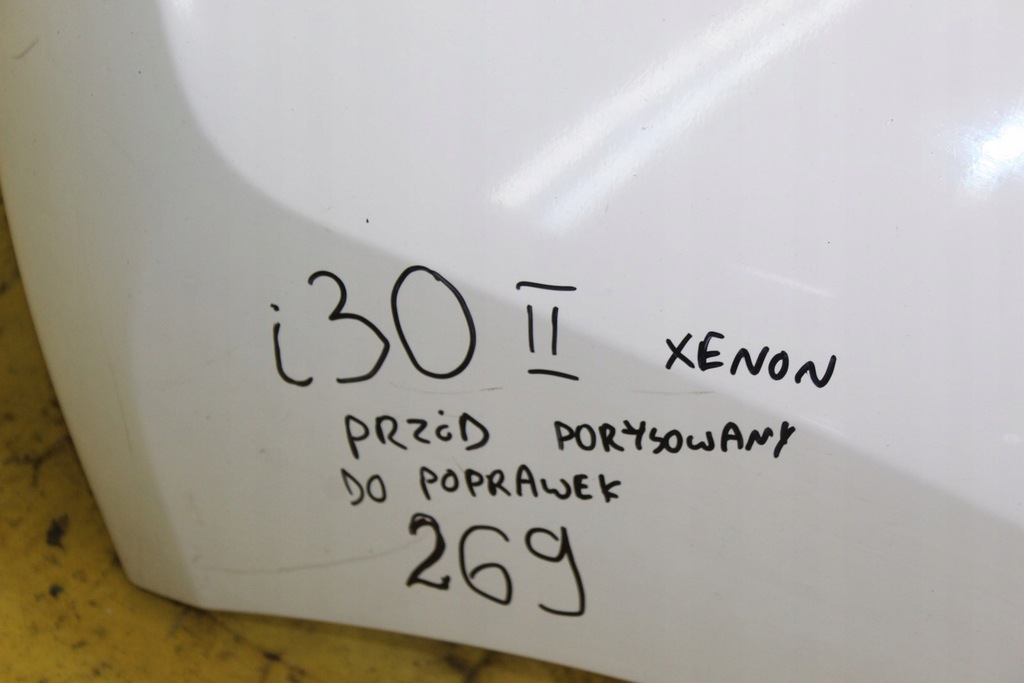 i30 II XENON
PRZÓD PORYSOWANY
DO POPRAWEK
269